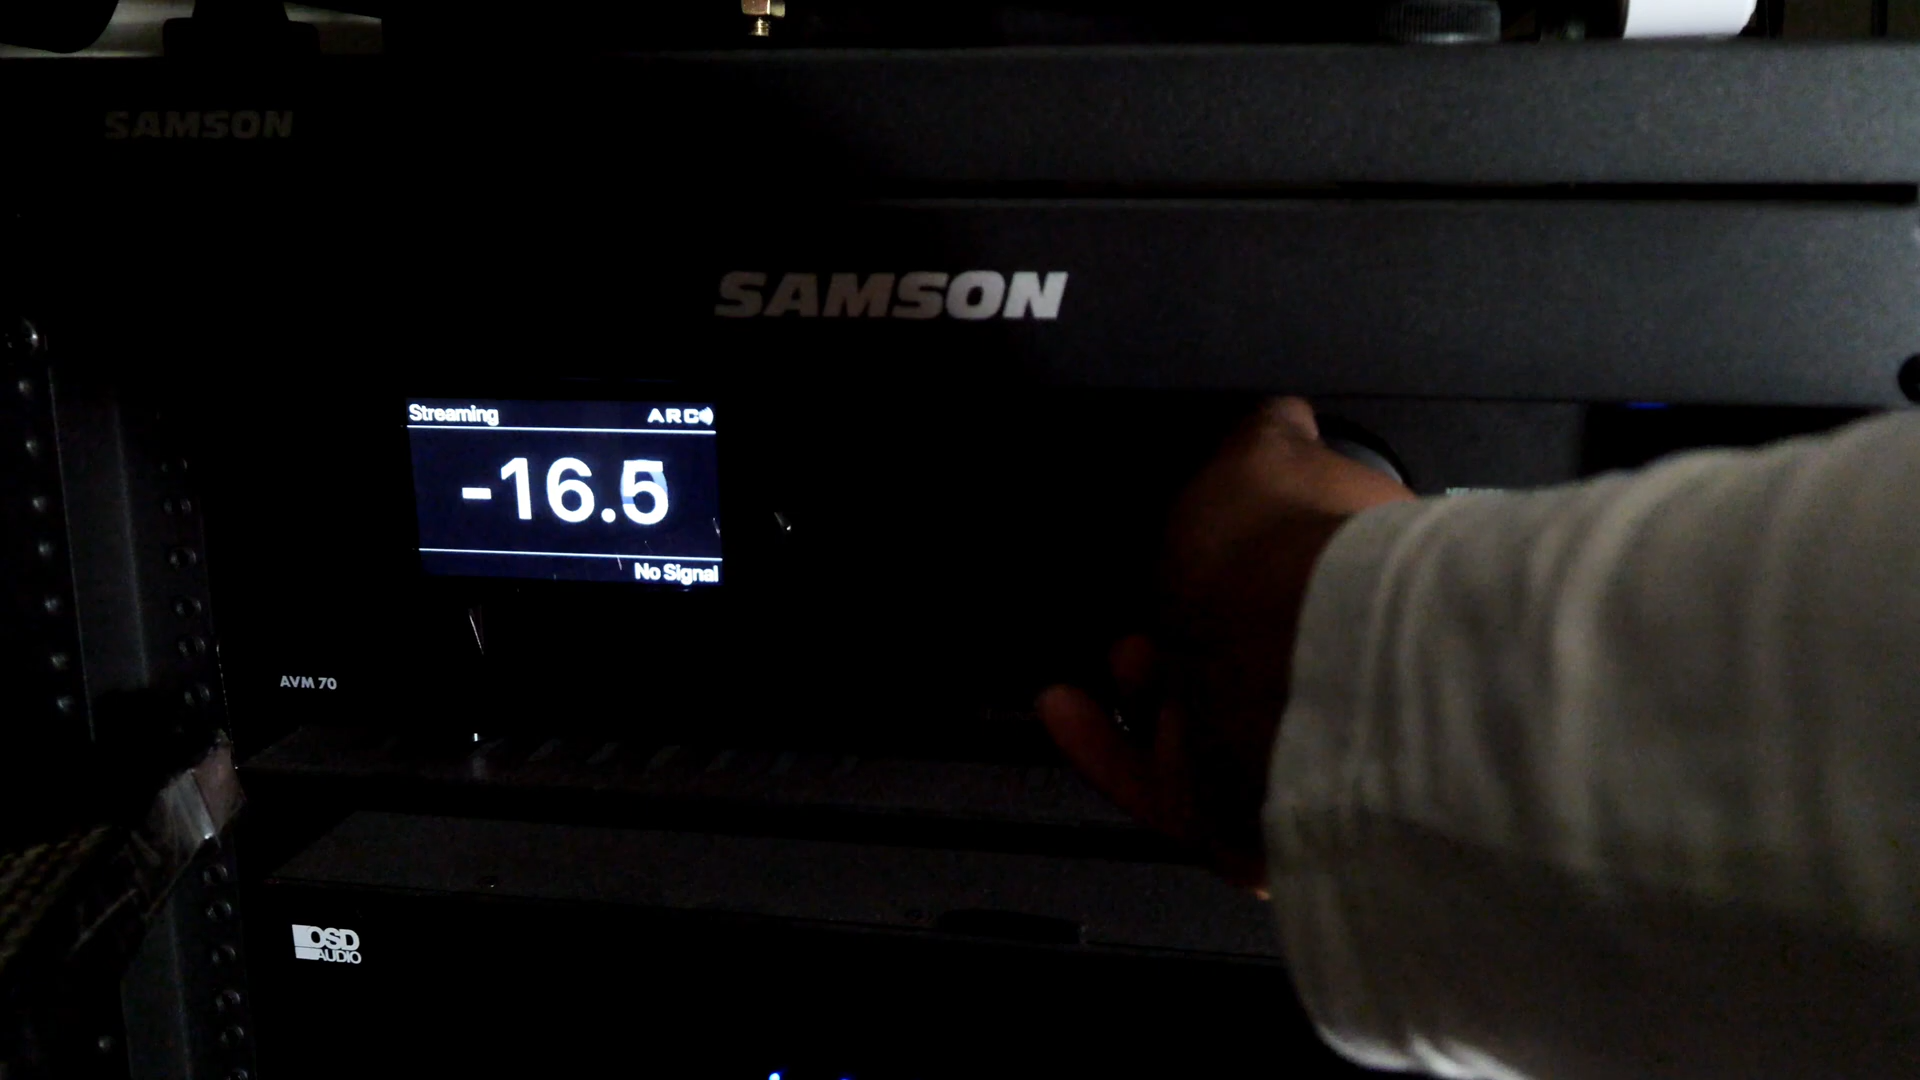 SAMSON
SAMSON
Streaming ARC
-16.5
No Signal
AVM 70
OSD
AUDIO